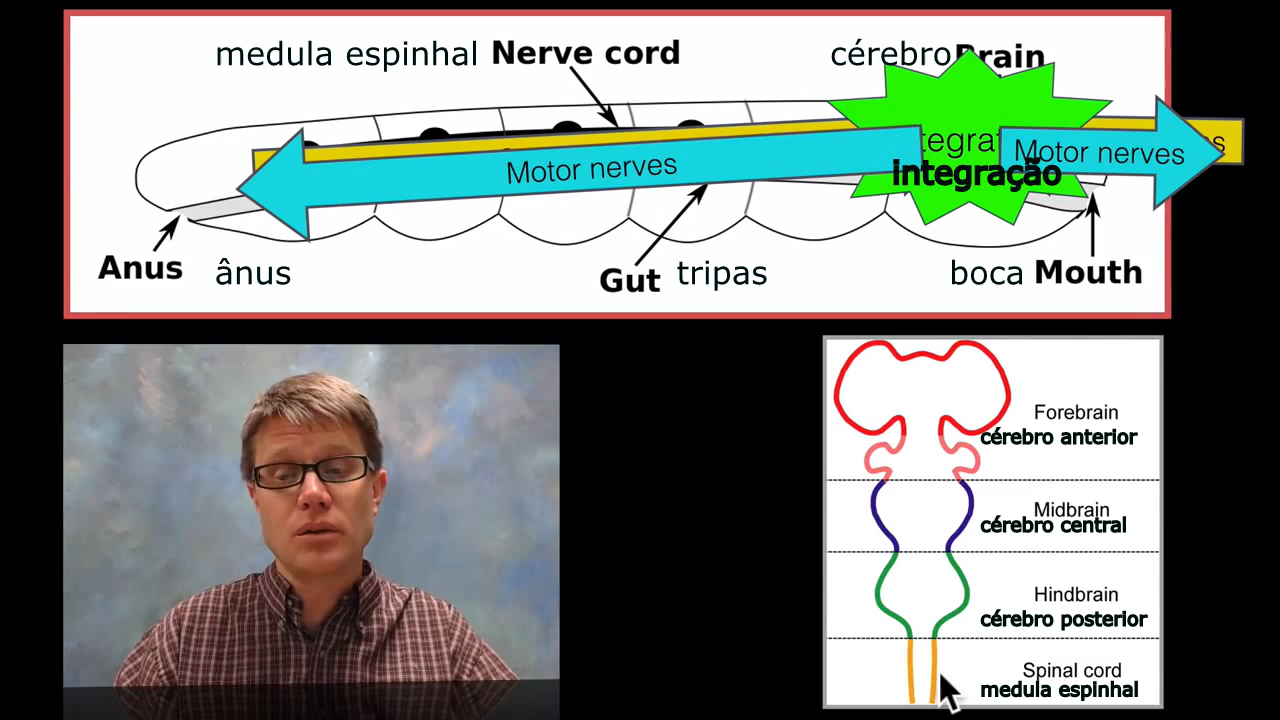 medula espinhal Nerve cord
cérebro Brain
Motor nerves
Motor nerves
integração
Anus ânus
Gut tripas
boca Mouth
Forebrain
cérebro anterior
Midbrain
cérebro central
Hindbrain
cérebro posterior
Spinal cord
medula espinhal